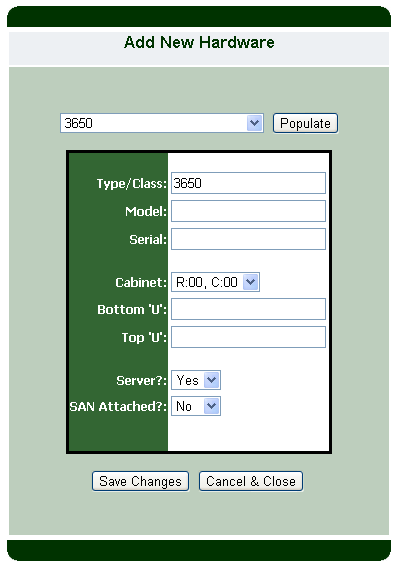 Add New Hardware
3650 Populate
Type/Class: 3650
Model:
Serial:
Cabinet: R:00, C:00
Bottom 'U':
Top 'U':
Server?: Yes
SAN Attached?: No
Save Changes Cancel & Close